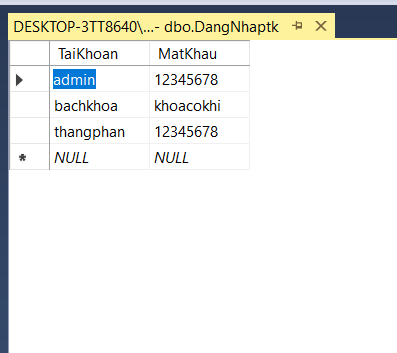 DESKTOP-3TT8640\...- dbo.DangNhaptk
TaiKhoan MatKhau
admin 12345678
bachkhoa khoacokhi
thangphan 12345678
NULL NULL